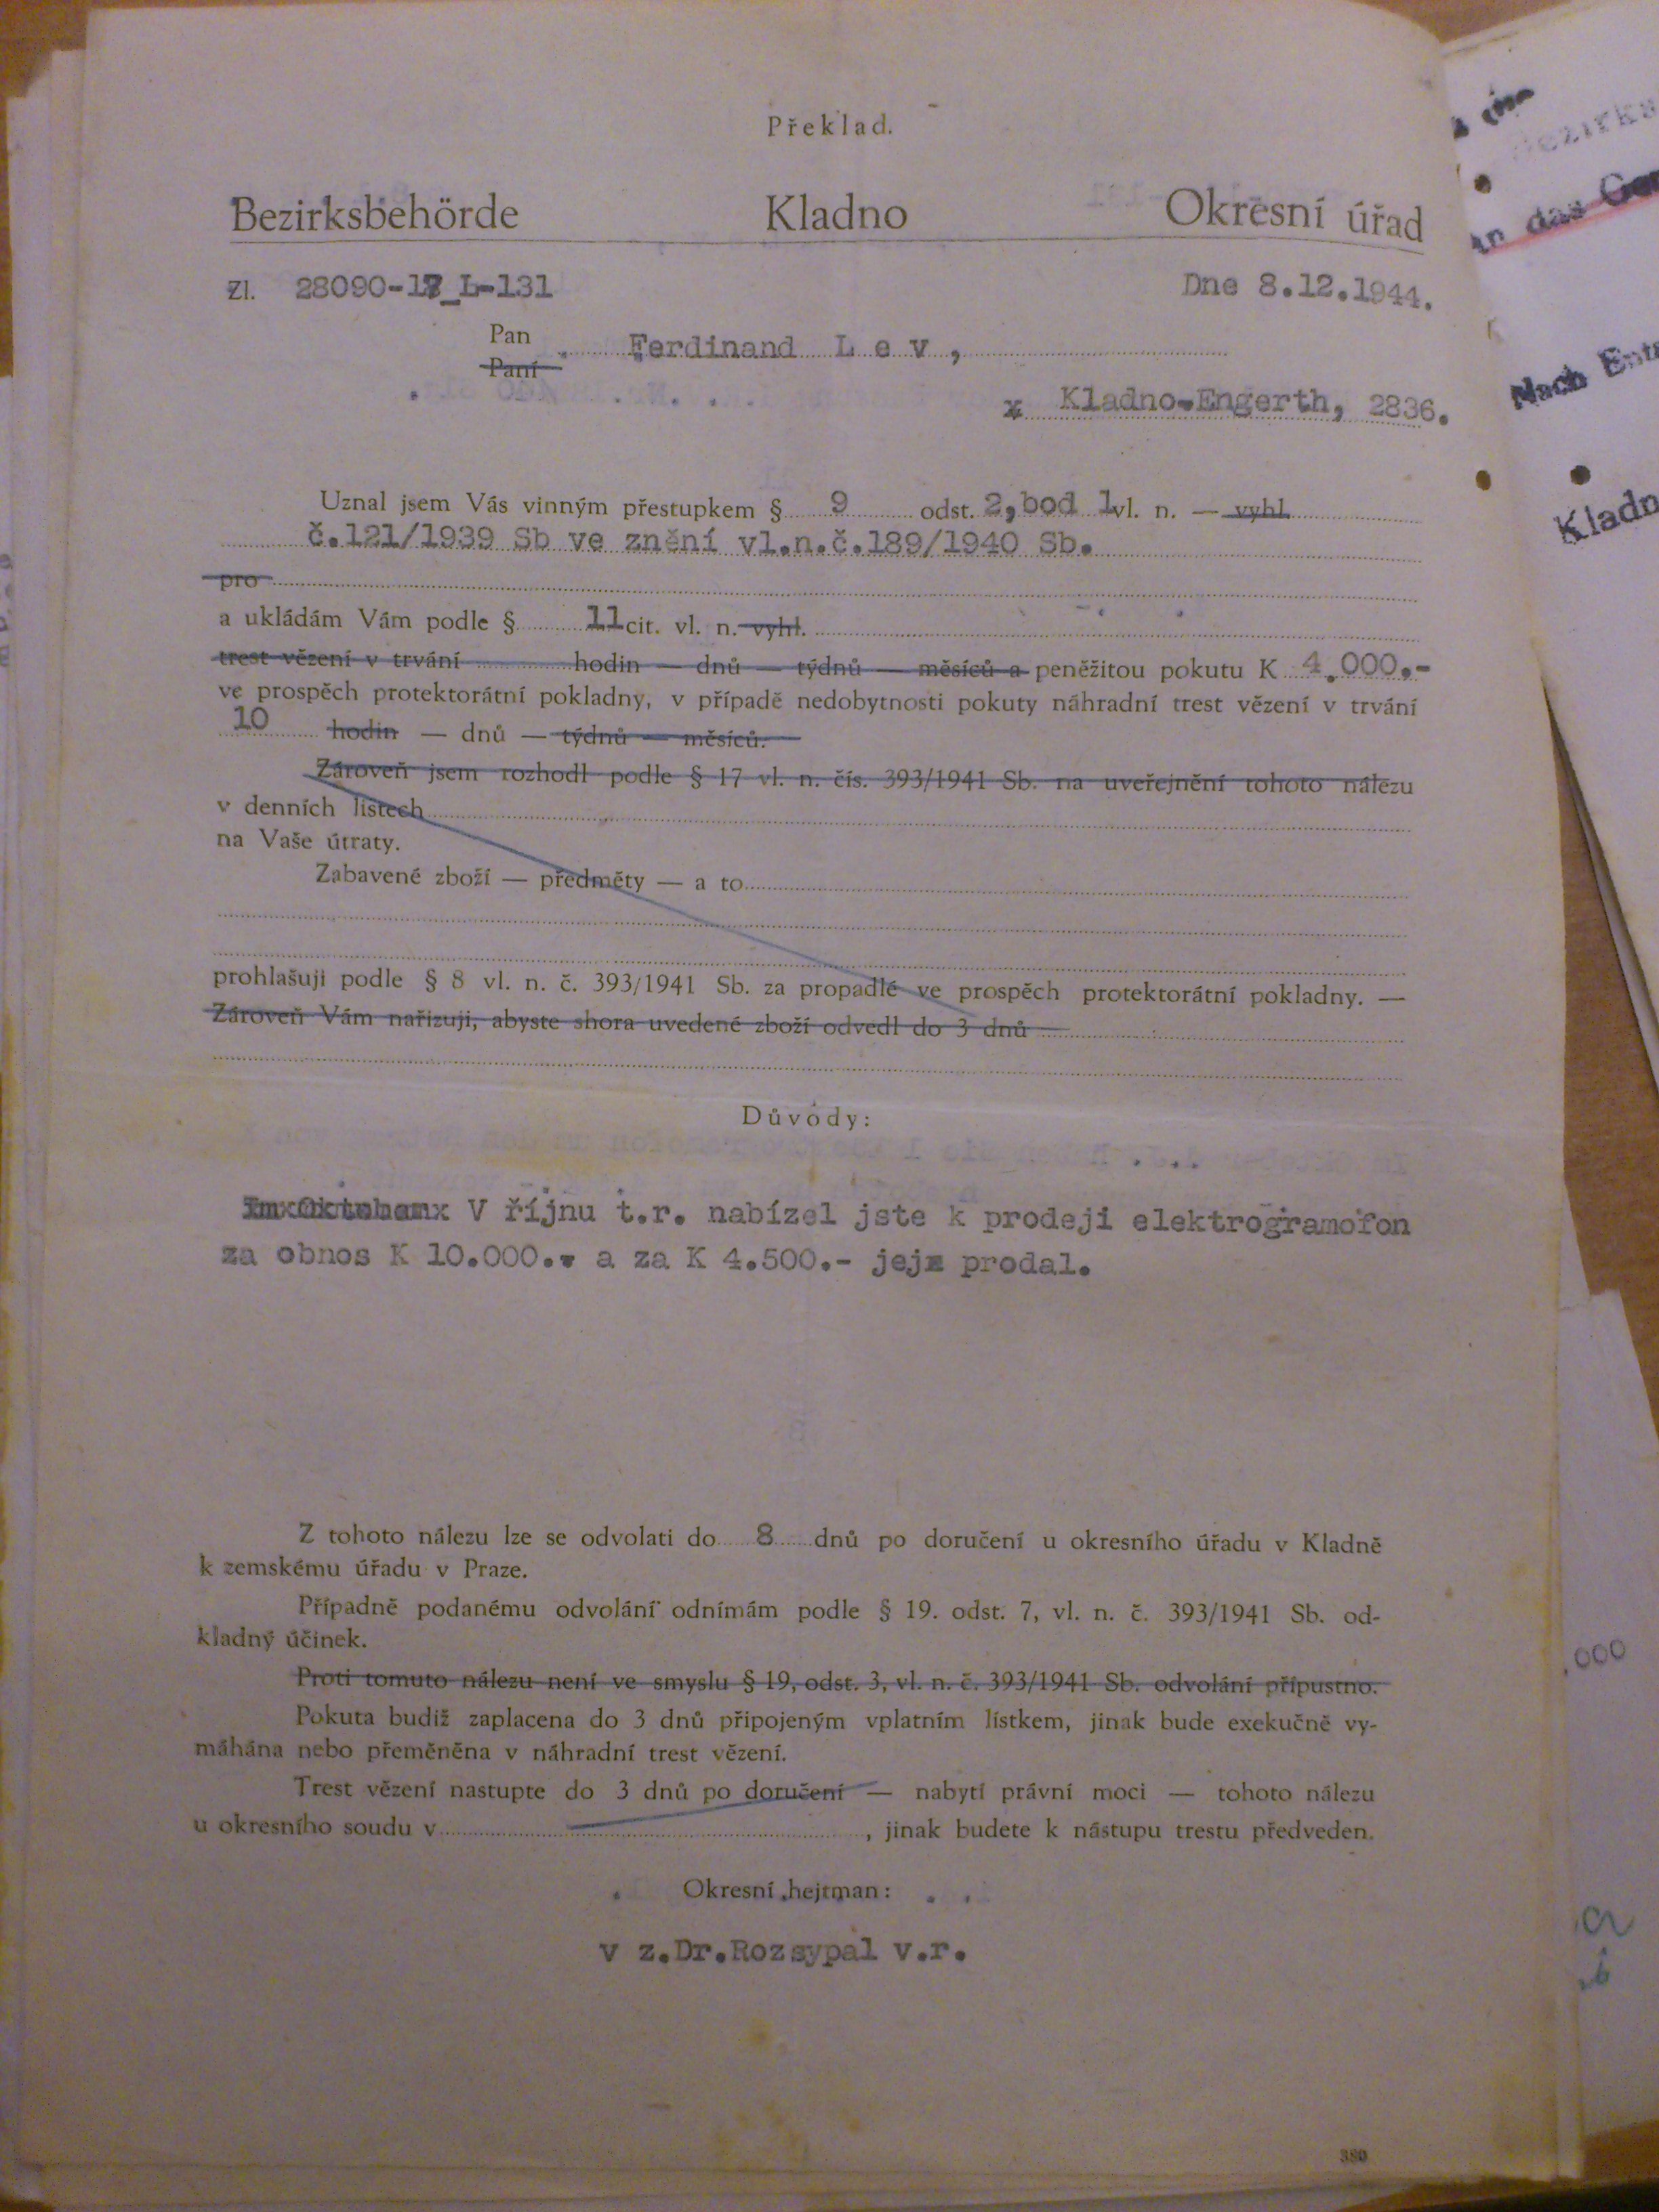 Překlad.
Bezirksbehörde Kladno Okresní úřad
Zl. 28090-17_L-131 Dne 8.12.1944.
Pan
Paní
Ferdinand L e v ,
x Kladno-Engerth, 2836.
Uznal jsem Vás vinným přestupkem § 9 odst. 2, bod 1 vl. n. — vyhl.
č.121/1939 Sb ve znění vl.n.č.189/1940 Sb.
pro
a ukládám Vám podle § 11 cit. vl. n. vyhl.
trest vězení v trvání hodin — dnů — týdnů — měsíců a peněžitou pokutu K 4.000.-
ve prospěch protektorátní pokladny, v případě nedobytnosti pokuty náhradní trest vězení v trvání
10 hodin — dnů — týdnů — měsíců.
Zároveň jsem rozhodl podle § 17 vl. n. čís. 393/1941 Sb. na uveřejnění tohoto nálezu
v denních listech
na Vaše útraty.
Zabavené zboží — předměty — a to
prohlašuji podle § 8 vl. n. č. 393/1941 Sb. za propadlé ve prospěch protektorátní pokladny. —
Zároveň Vám nařizuji, abyste shora uvedené zboží odvedl do 3 dnů
Důvody:
V říjnu t.r. nabízel jste k prodeji elektrogramofon
za obnos K 10.000.- a za K 4.500.- jej prodal.
Z tohoto nálezu lze se odvolati do 8 dnů po doručení u okresního úřadu v Kladně
k zemskému úřadu v Praze.
Případně podanému odvolání odnímám podle § 19. odst. 7, vl. n. č. 393/1941 Sb. od-
kladný účinek.
Proti tomuto nálezu není ve smyslu § 19, odst. 3, vl. n. č. 393/1941 Sb. odvolání přípustno.
Pokuta budiž zaplacena do 3 dnů připojeným vplatním lístkem, jinak bude exekučně vy-
máhána nebo přeměněna v náhradní trest vězení.
Trest vězení nastupte do 3 dnů po doručení — nabytí právní moci — tohoto nálezu
u okresního soudu v , jinak budete k nástupu trestu předveden.
Okresní hejtman:
v z.Dr.Rozsypal v.r.
380
das
Nach
Kladn
.000